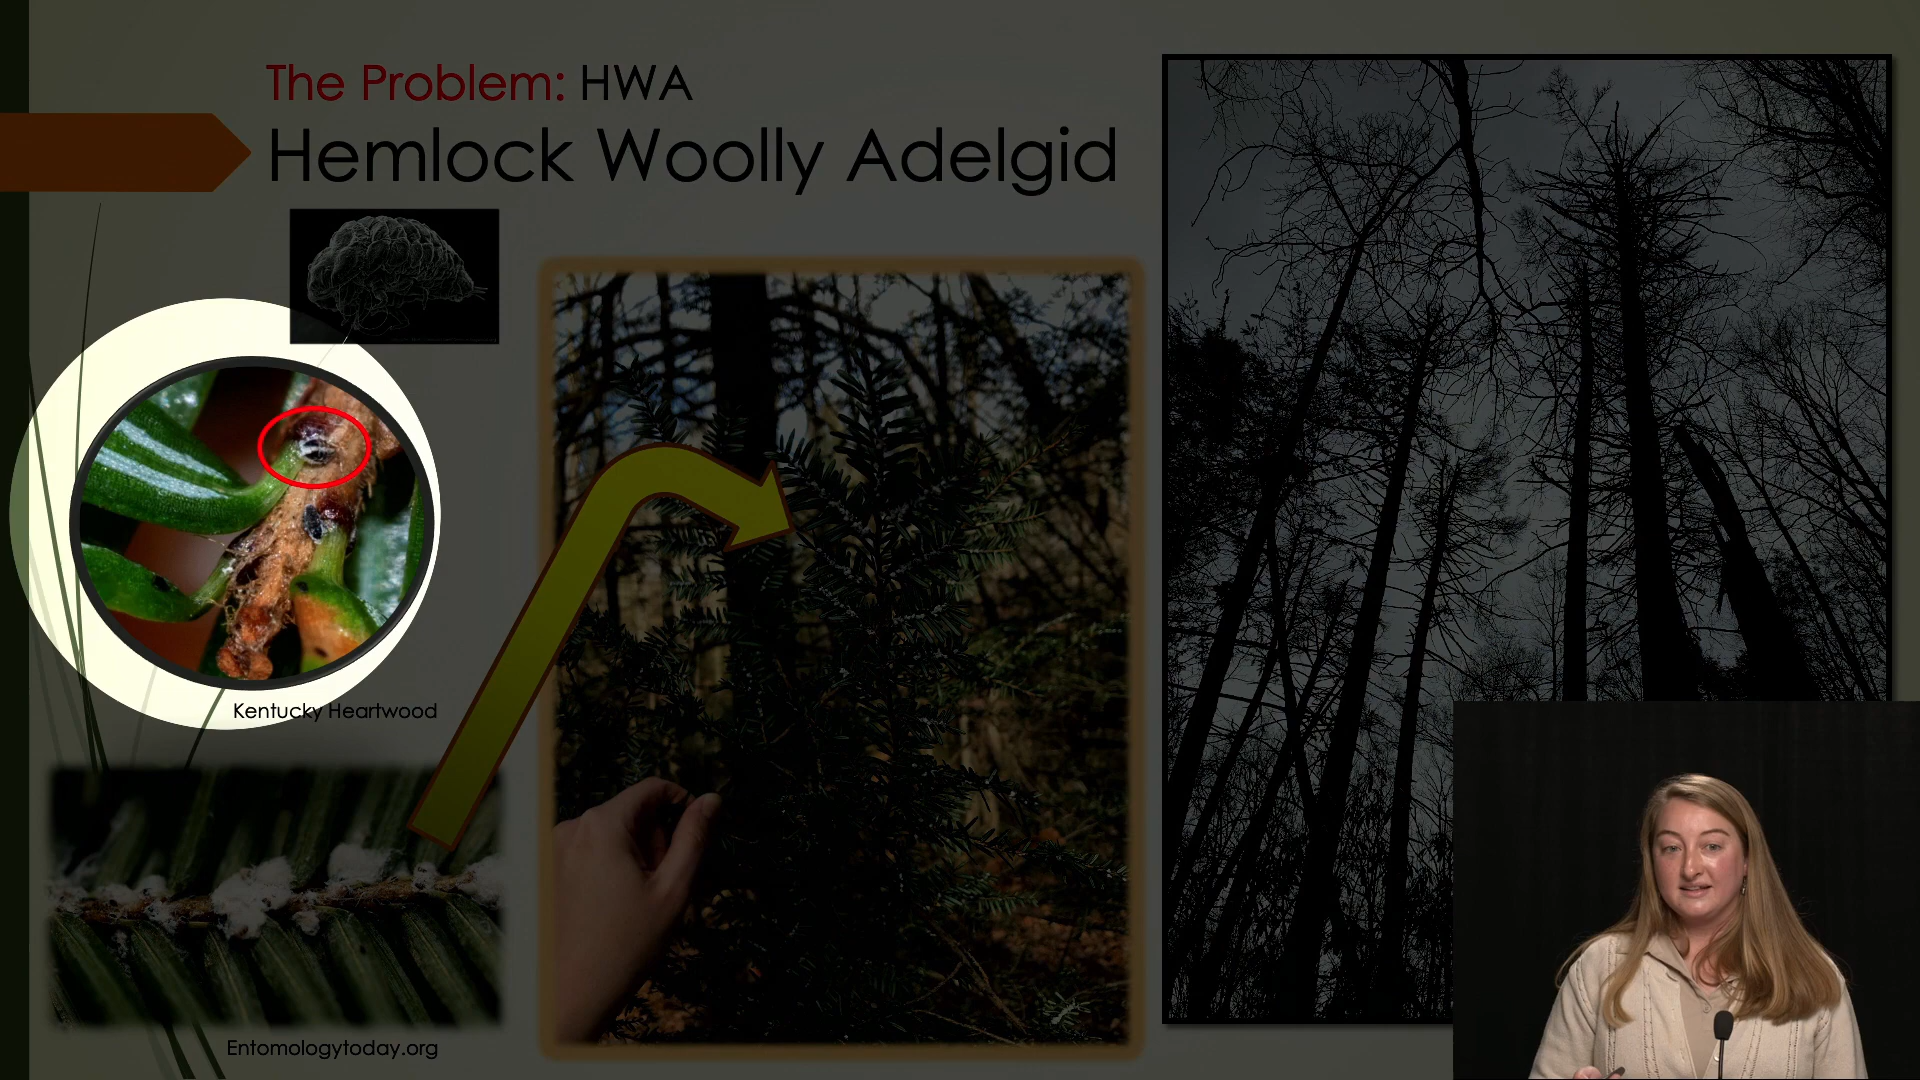 The Problem: HWA
Hemlock Woolly Adelgid
Kentucky Heartwood
Entomologytoday.org